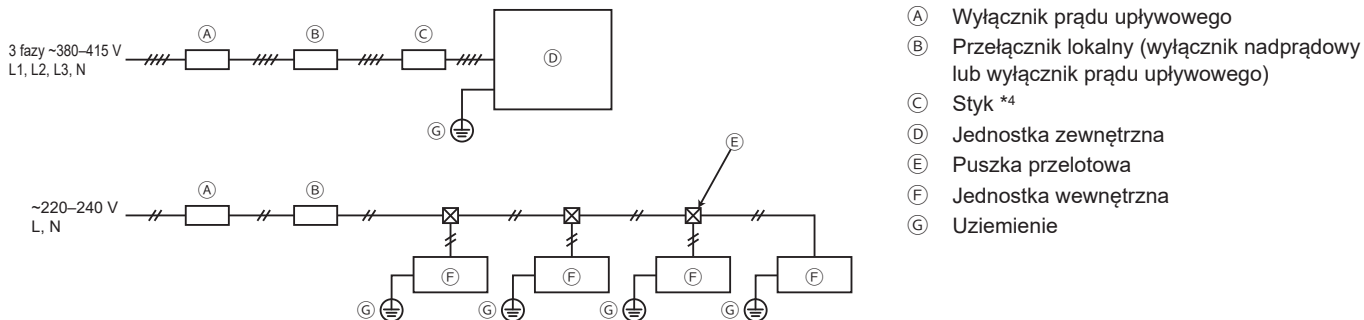 3 fazy ~380–415 V
L1, L2, L3, N
Ⓐ
Ⓑ
Ⓒ
Ⓓ
Ⓖ
Ⓔ
~220–240 V
L, N
Ⓐ
Ⓑ
Ⓕ
Ⓕ
Ⓕ
Ⓕ
Ⓖ
Ⓖ
Ⓖ
Ⓖ
Ⓐ Wyłącznik prądu upływowego
Ⓑ Przełącznik lokalny (wyłącznik nadprądowy
lub wyłącznik prądu upływowego)
Ⓒ Styk *4
Ⓓ Jednostka zewnętrzna
Ⓔ Puszka przelotowa
Ⓕ Jednostka wewnętrzna
Ⓖ Uziemienie